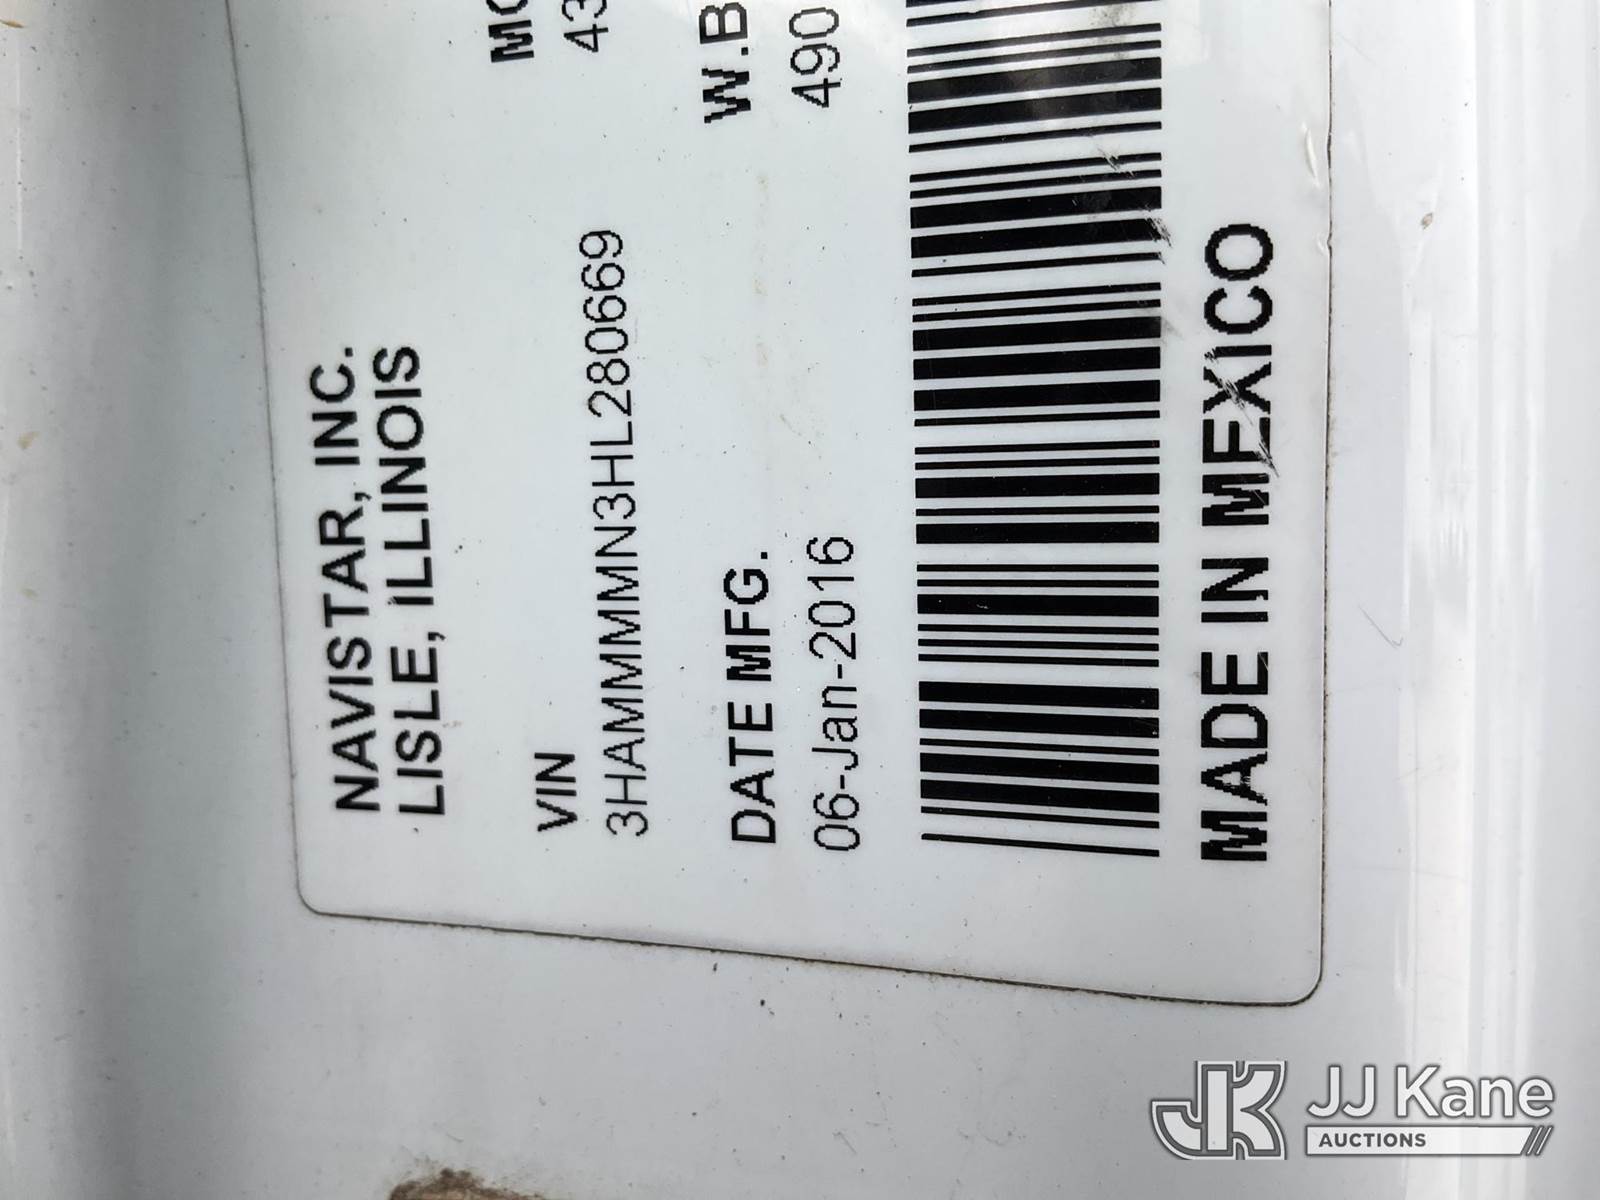 NAVISTAR, INC.
LISLE, ILLINOIS
VIN
3HAMMMMN3HL280669
43
DATE MFG.
W.B
06-Jan-2016
490
MADE IN MEXICO
JK JJ Kane
AUCTIONS